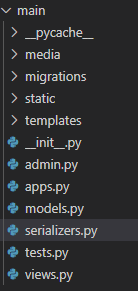 main
__pycache__
media
migrations
static
templates
__init__.py
admin.py
apps.py
models.py
serializers.py
tests.py
views.py